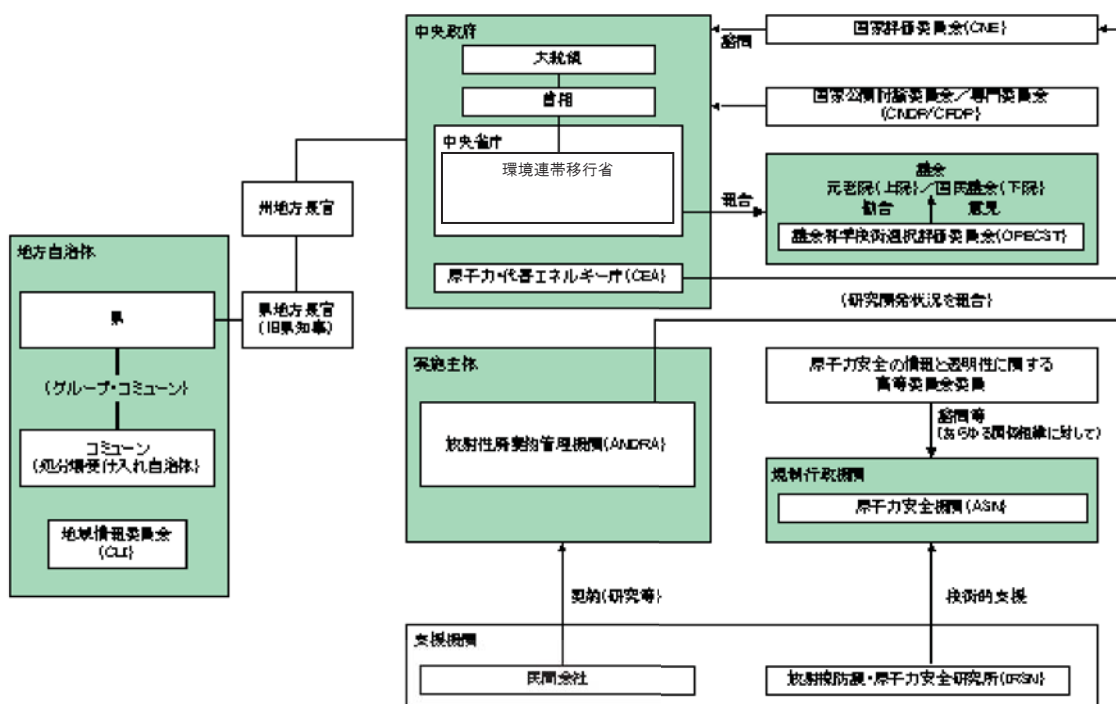 中央政府
大統領
首相
中央省庁
環境連帯移行省
原子力・代替エネルギー庁(CEA)
諮問
国家評価委員会(CNE)
国家公開討論委員会／専門委員会
(CNDP/CPDP)
報告
議会
元老院(上院)／国民議会(下院)
勧告
意見
議会科学技術選択評価委員会(OPECST)
(研究開発状況を報告)
州地方長官
県地方長官
(旧県知事)
地方自治体
県
(グループ・コミューン)
コミューン
(処分場受け入れ自治体)
地域情報委員会
(CLI)
実施主体
放射性廃棄物管理機関(ANDRA)
原子力安全の情報と透明性に関する
高等委員会委員
諮問等
(あらゆる関係組織に対して)
規制行政機関
原子力安全機関(ASN)
契約(研究等)
技術的支援
支援機関
民間会社
放射線防護・原子力安全研究所(IRSN)